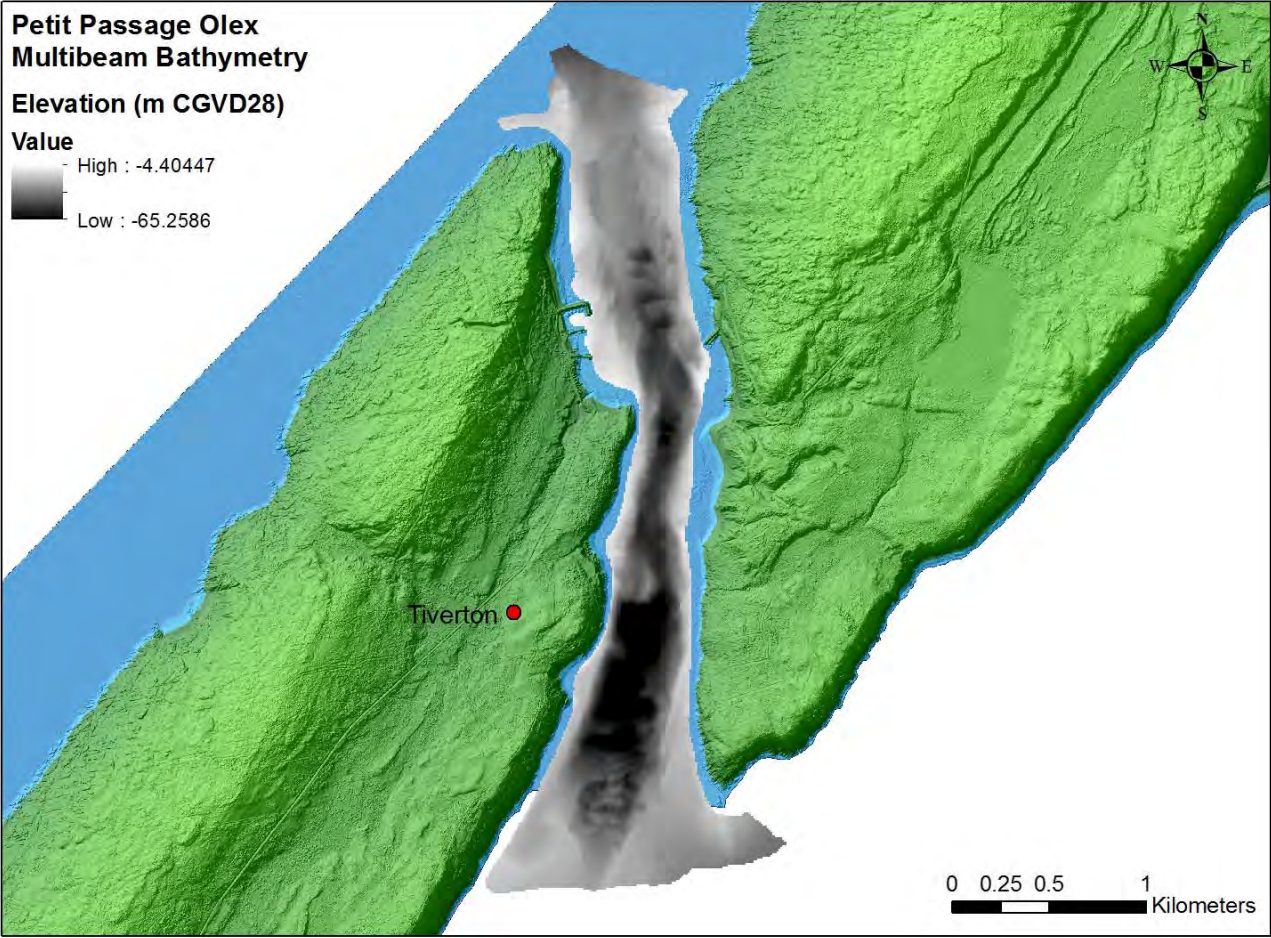 Petit Passage Olex
Multibeam Bathymetry
Elevation (m CGVD28)
Value
High : -4.40447
Low : -65.2586
N
W E
S
Tiverton
0 0.25 0.5 1
Kilometers